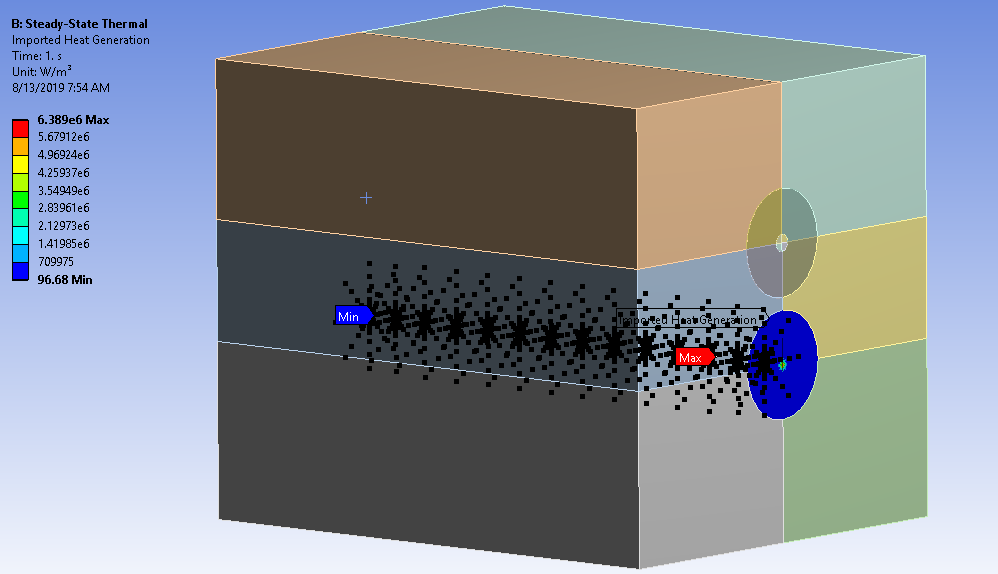 B: Steady-State Thermal
Imported Heat Generation
Time: 1. s
Unit: W/m³
8/13/2019 7:54 AM
6.389e6 Max
5.67912e6
4.96924e6
4.25937e6
3.54949e6
2.83961e6
2.12973e6
1.41985e6
709975
96.68 Min
Min
Imported Heat Generation
Max